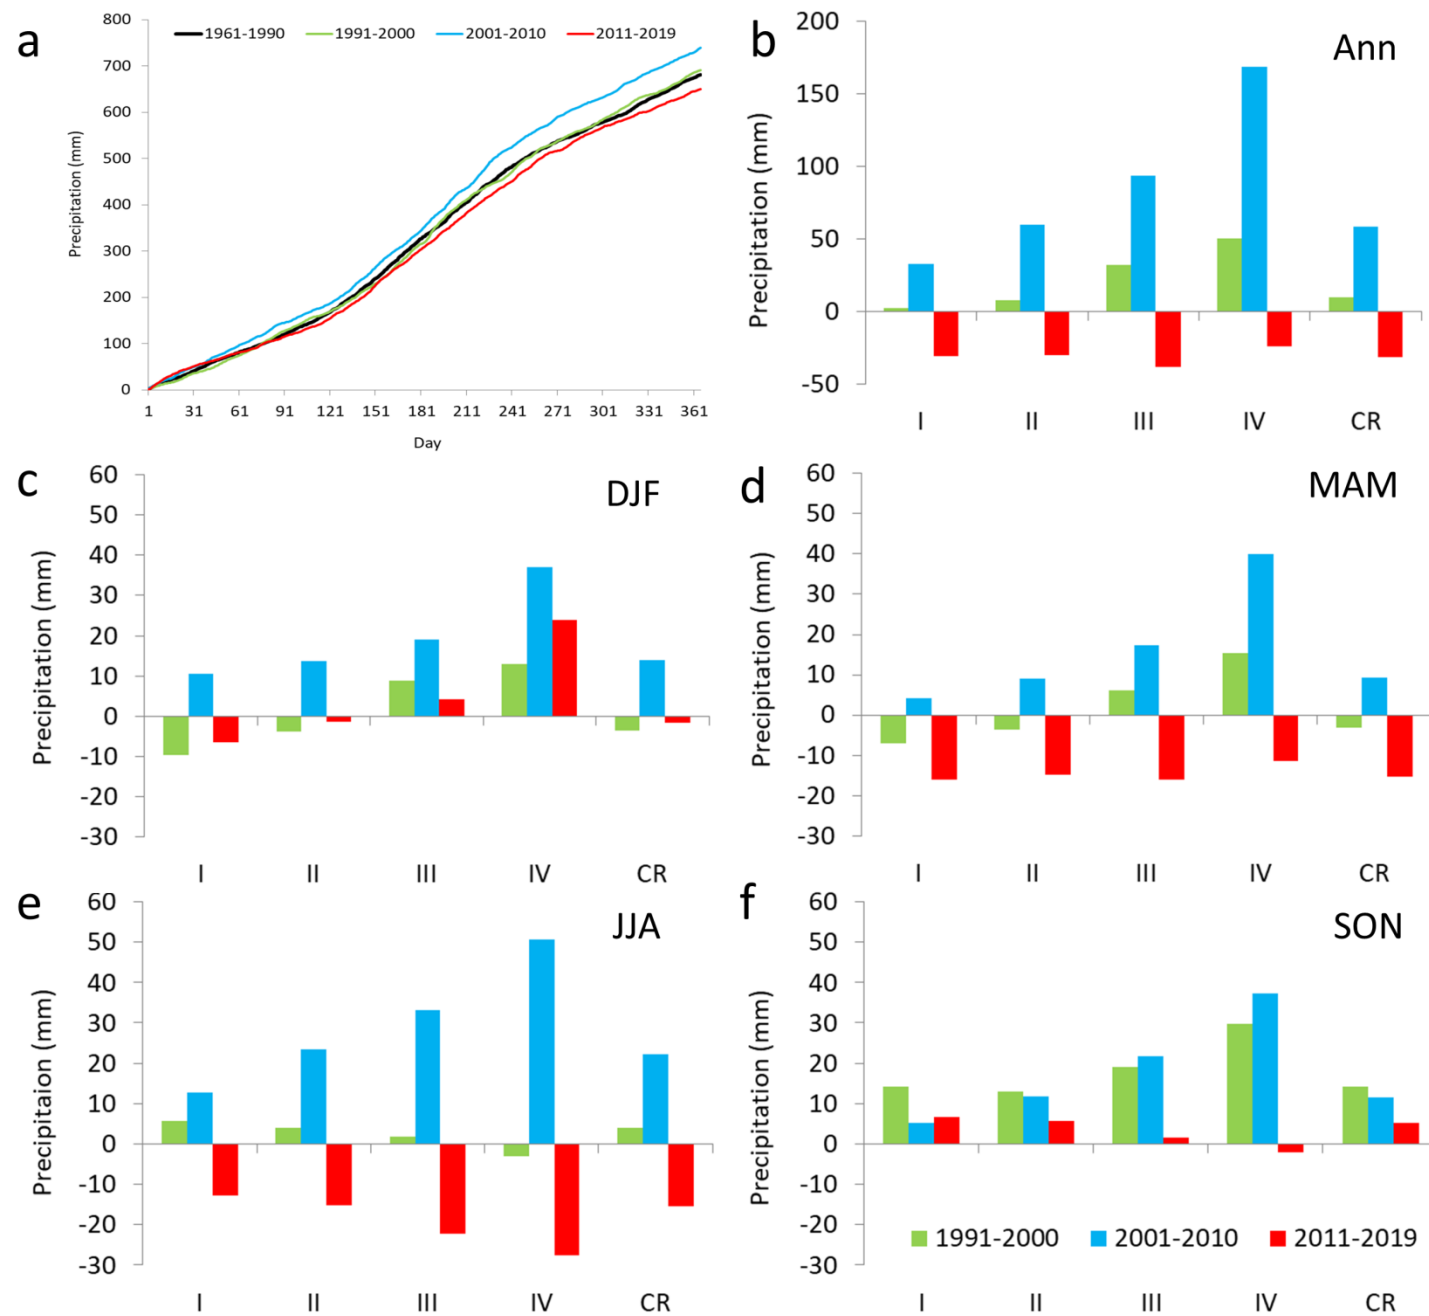 a
1961-1990 1991-2000 2001-2010 2011-2019
Precipitation (mm)
800
700
600
500
400
300
200
100
0
1 31 61 91 121 151 181 211 241 271 301 331 361
Day
b
Ann
Precipitation (mm)
200
150
100
50
0
-50
I II III IV CR
c
DJF
Precipitation (mm)
60
50
40
30
20
10
0
-10
-20
-30
I II III IV CR
d
MAM
Precipitation (mm)
60
50
40
30
20
10
0
-10
-20
-30
I II III IV CR
e
JJA
Precipitaion (mm)
60
50
40
30
20
10
0
-10
-20
-30
I II III IV CR
f
SON
Precipitation (mm)
60
50
40
30
20
10
0
-10
-20
-30
1991-2000 2001-2010 2011-2019
I II III IV CR